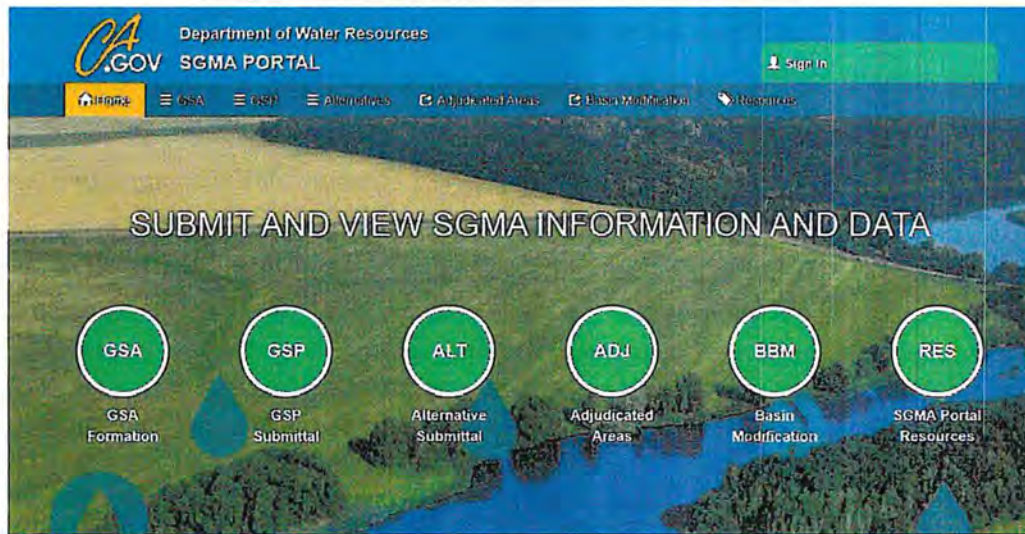 CA
.GOV
Department of Water Resources
SGMA PORTAL
Sign In
Home GSA GSP Alternatives Adjudicated Areas Basin Modification Resources
SUBMIT AND VIEW SGMA INFORMATION AND DATA
GSA GSP ALT ADJ BBM RES
GSA GSP Alternative Adjudicated Basin SGMA Portal
Formation Submittal Submittal Areas Modification Resources